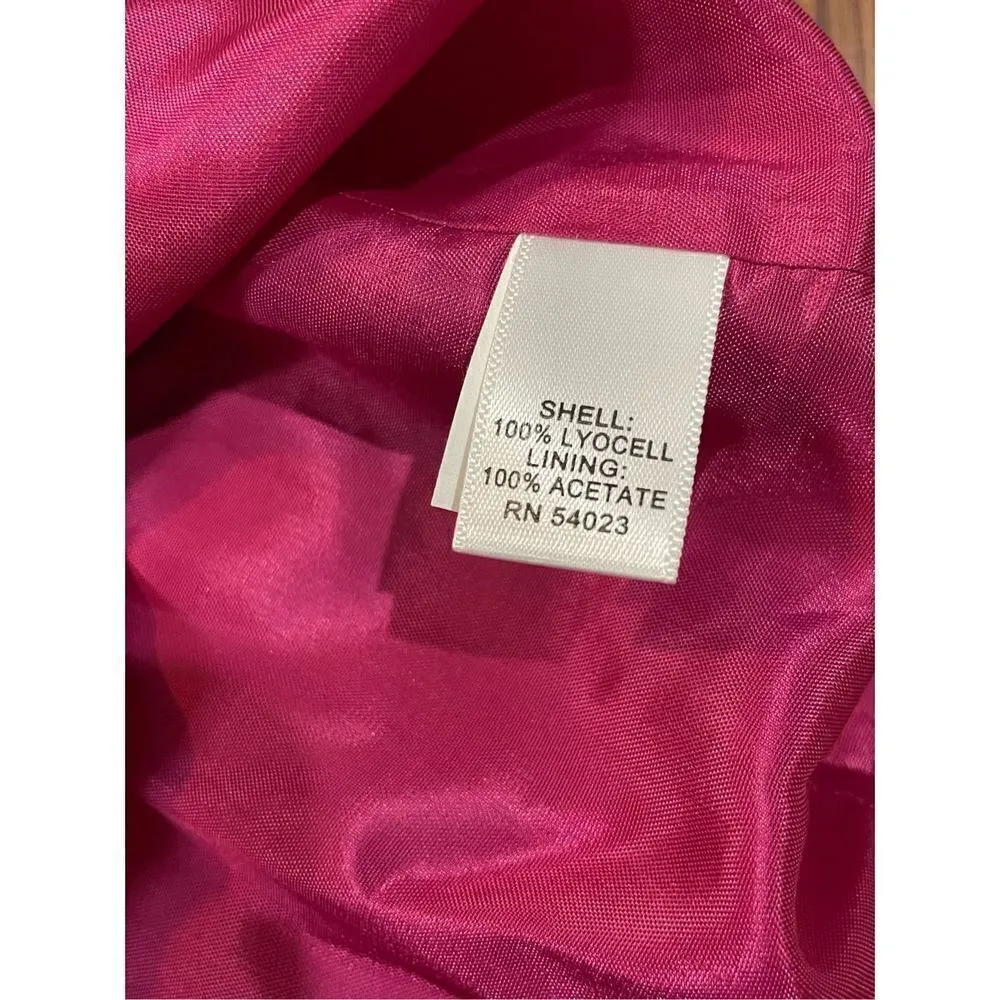 SHELL:
100% LYOCELL
LINING:
100% ACETATE
RN 54023